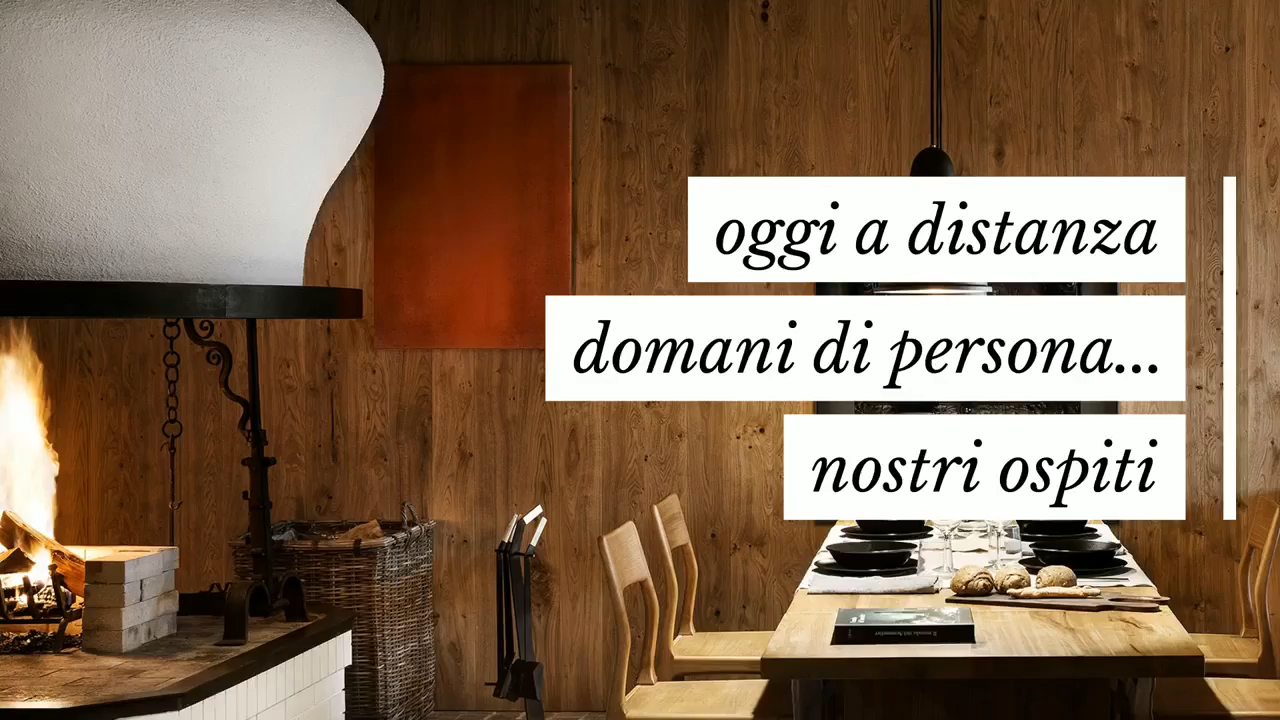 oggi a distanza
domani di persona...
nostri ospiti